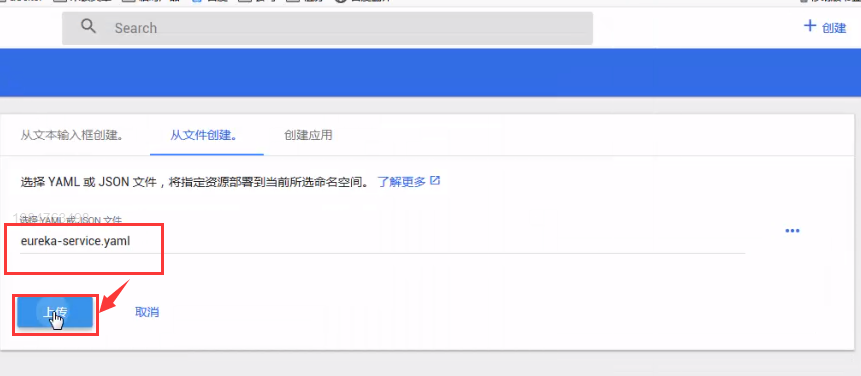 Search
创建
从文本输入框创建。
从文件创建。
创建应用
选择 YAML 或 JSON 文件，将指定资源部署到当前所选命名空间。 了解更多
选择 YAML 或 JSON 文件
eureka-service.yaml
上传
取消